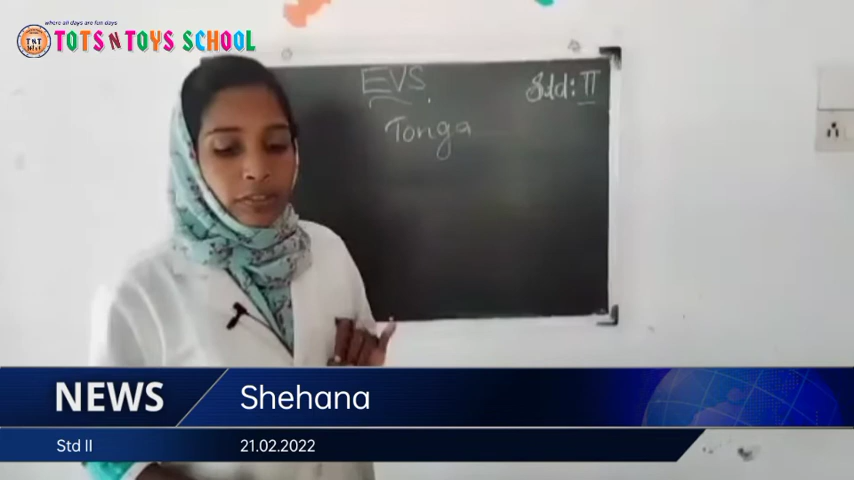 where all days are fun days
TOTS N TOYS SCHOOL
TNT
EVS.
Std: II
Tonga
NEWS Shehana
Std II 21.02.2022